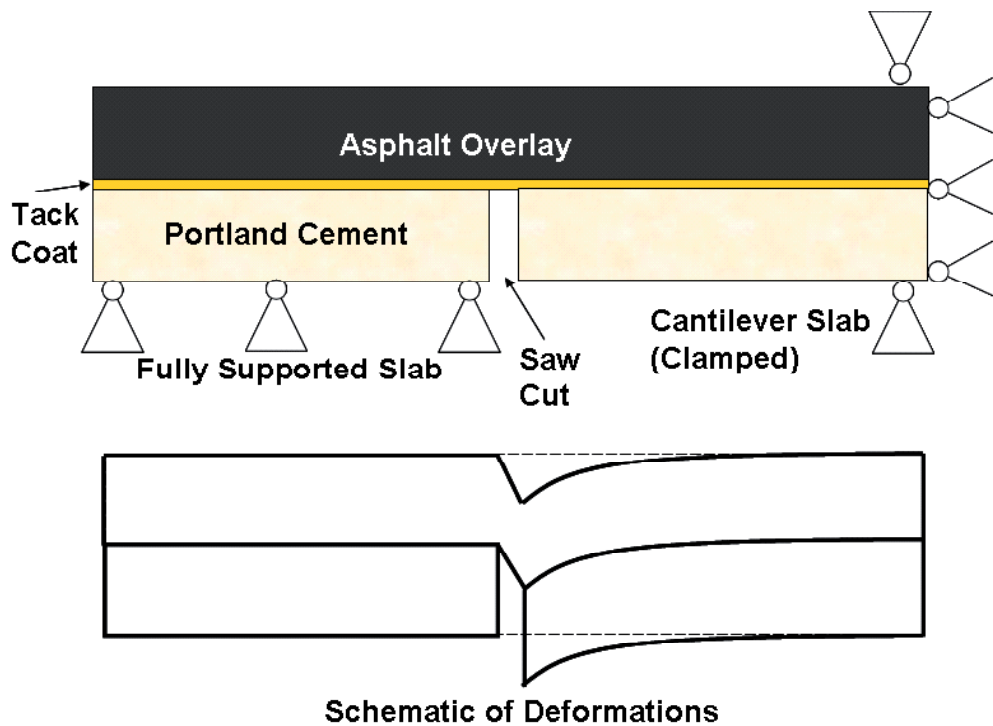 Asphalt Overlay
Tack
Coat
Portland Cement
Fully Supported Slab
Saw
Cut
Cantilever Slab
(Clamped)
Schematic of Deformations